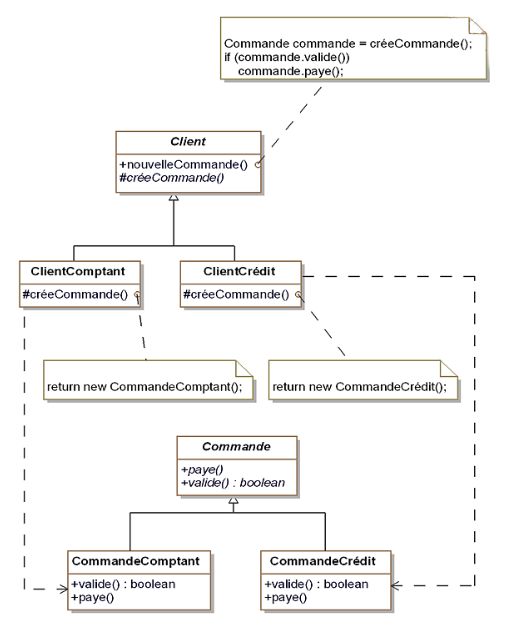 Commande commande = créeCommande();
if (commande.valide())
commande.paye();
Client
+nouvelleCommande()
#créeCommande()
ClientComptant
#créeCommande()
ClientCrédit
#créeCommande()
return new CommandeComptant();
return new CommandeCrédit();
Commande
+paye()
+valide() : boolean
CommandeComptant
+valide() : boolean
+paye()
CommandeCrédit
+valide() : boolean
+paye()